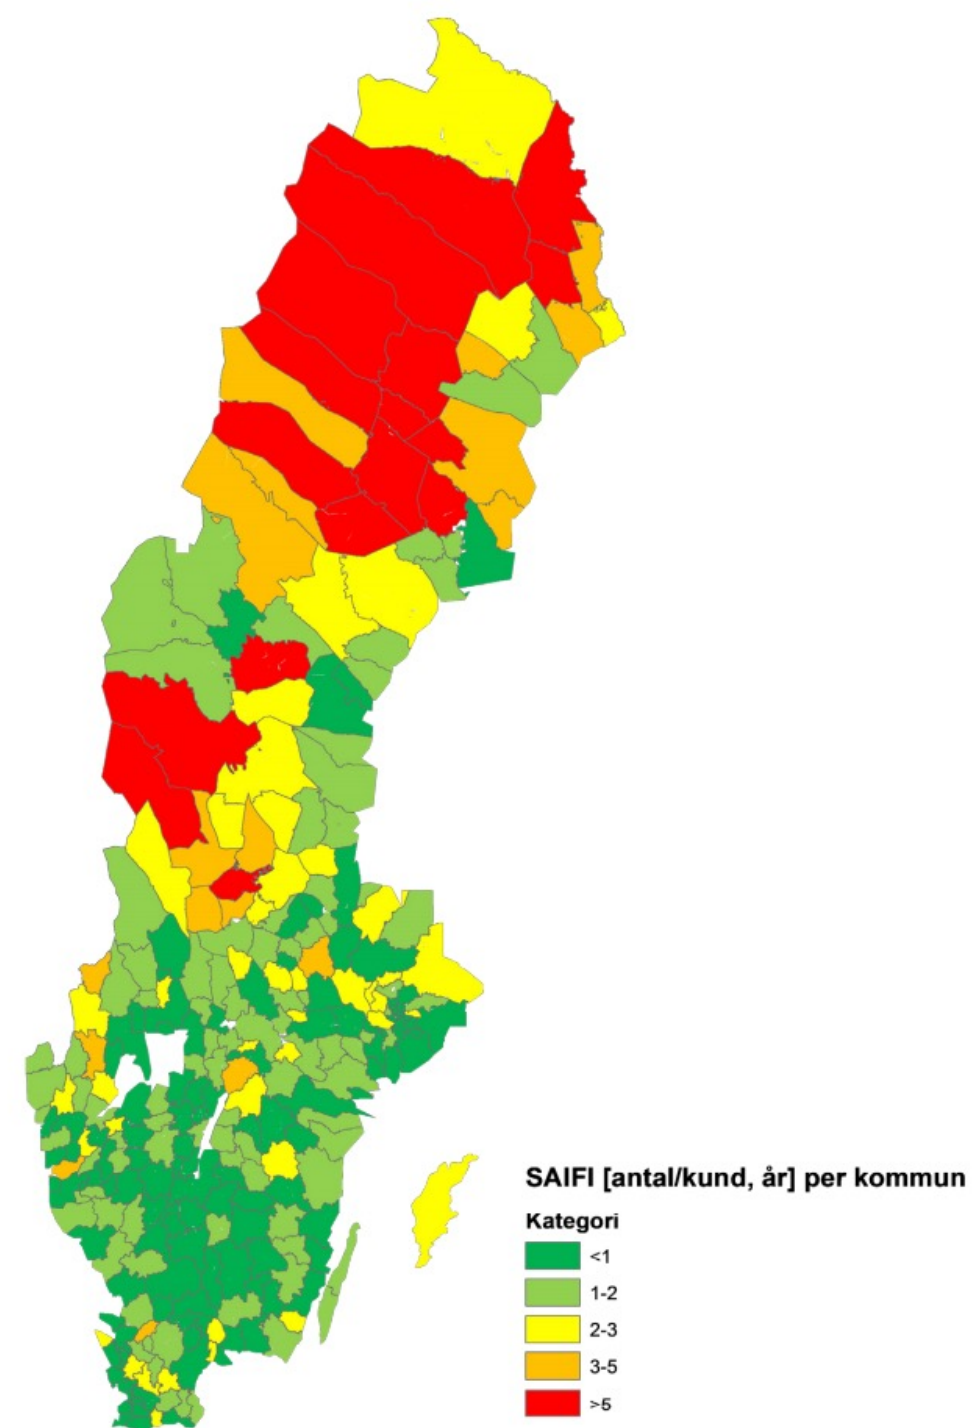 SAIFI [antal/kund, år] per kommun
Kategori
<1
1-2
2-3
3-5
>5